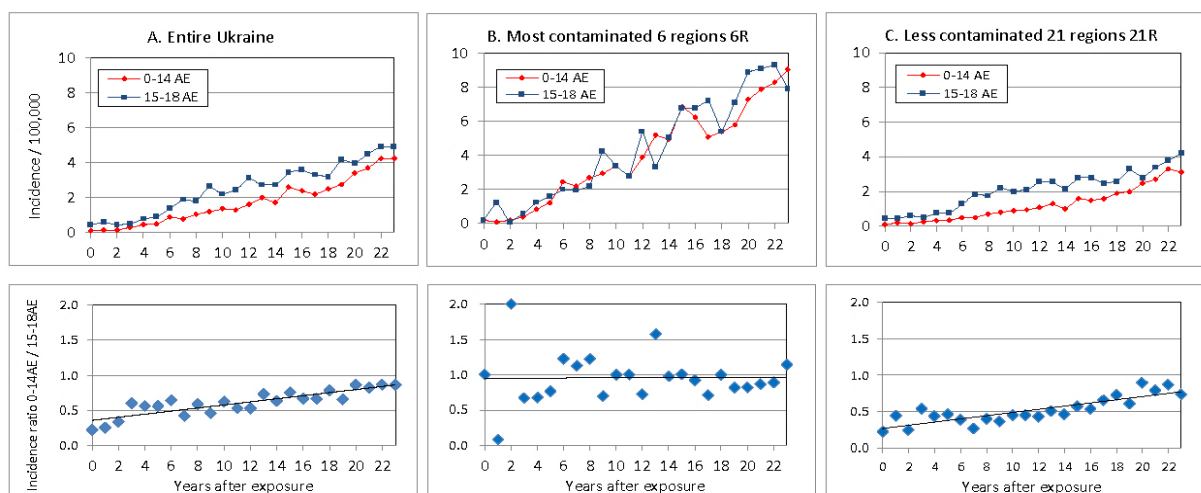 A. Entire Ukraine
10
8
6
4
2
0
0-14 AE
15-18 AE
Incidence / 100,000
0 2 4 6 8 10 12 14 16 18 20 22
B. Most contaminated 6 regions 6R
10
8
6
4
2
0
0-14 AE
15-18 AE
0 2 4 6 8 10 12 14 16 18 20 22
C. Less contaminated 21 regions 21R
10
8
6
4
2
0
0-14 AE
15-18 AE
0 2 4 6 8 10 12 14 16 18 20 22
Incidence ratio 0-14AE / 15-18AE
2.0
1.5
1.0
0.5
0.0
0 2 4 6 8 10 12 14 16 18 20 22
Years after exposure
2.0
1.5
1.0
0.5
0.0
0 2 4 6 8 10 12 14 16 18 20 22
Years after exposure
2.0
1.5
1.0
0.5
0.0
0 2 4 6 8 10 12 14 16 18 20 22
Years after exposure